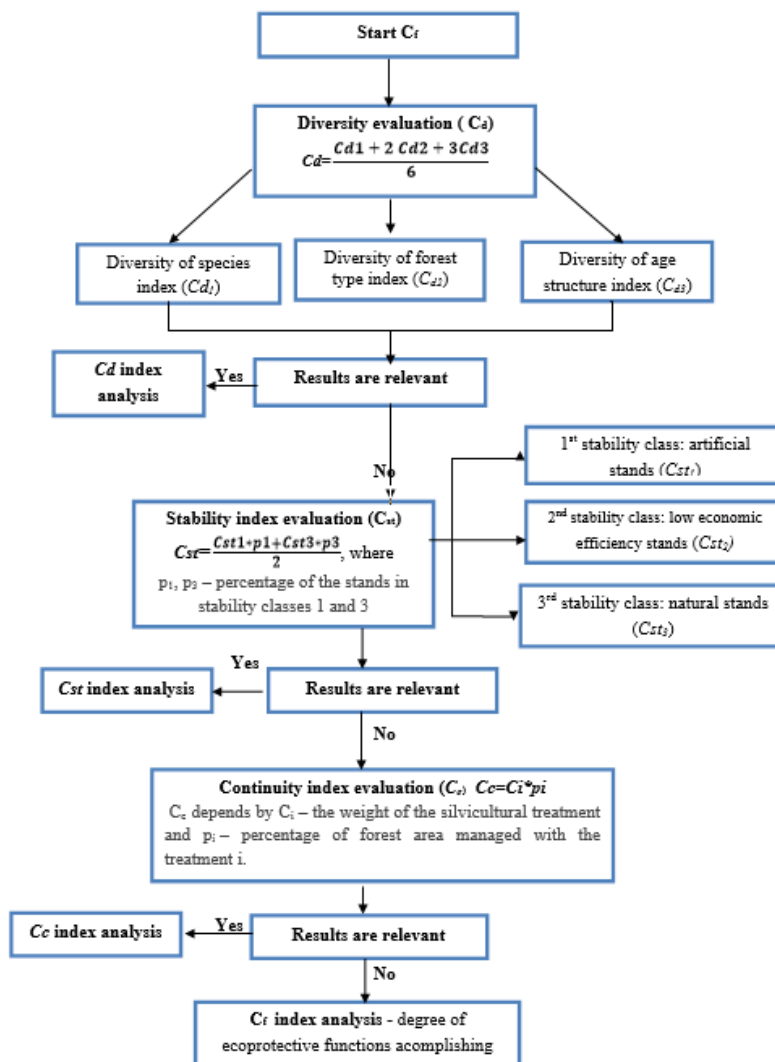 Start Cf
Diversity evaluation ( Cd)
Cd= Cd1 + 2 Cd2 + 3Cd3
6
Diversity of species
index (Cd1)
Diversity of forest
type index (Cd2)
Diversity of age
structure index (Cd3)
Cd index
analysis
Yes
Results are relevant
No
Stability index evaluation (Cst)
Cst= Cst1*p1+Cst3*p3 , where
2
p1, p3 – percentage of the stands in
stability classes 1 and 3
1st stability class: artificial
stands (Cst1)
2nd stability class: low economic
efficiency stands (Cst2)
3rd stability class: natural stands
(Cst3)
Yes
Cst index analysis
Results are relevant
No
Continuity index evaluation (Cc) Cc=Ci*pi
Cc depends by Ci – the weight of the silvicultural treatment
and pi – percentage of forest area managed with the
treatment i.
Cc index analysis
Yes
Results are relevant
No
Cf index analysis - degree of
ecoprotective functions acomplishing